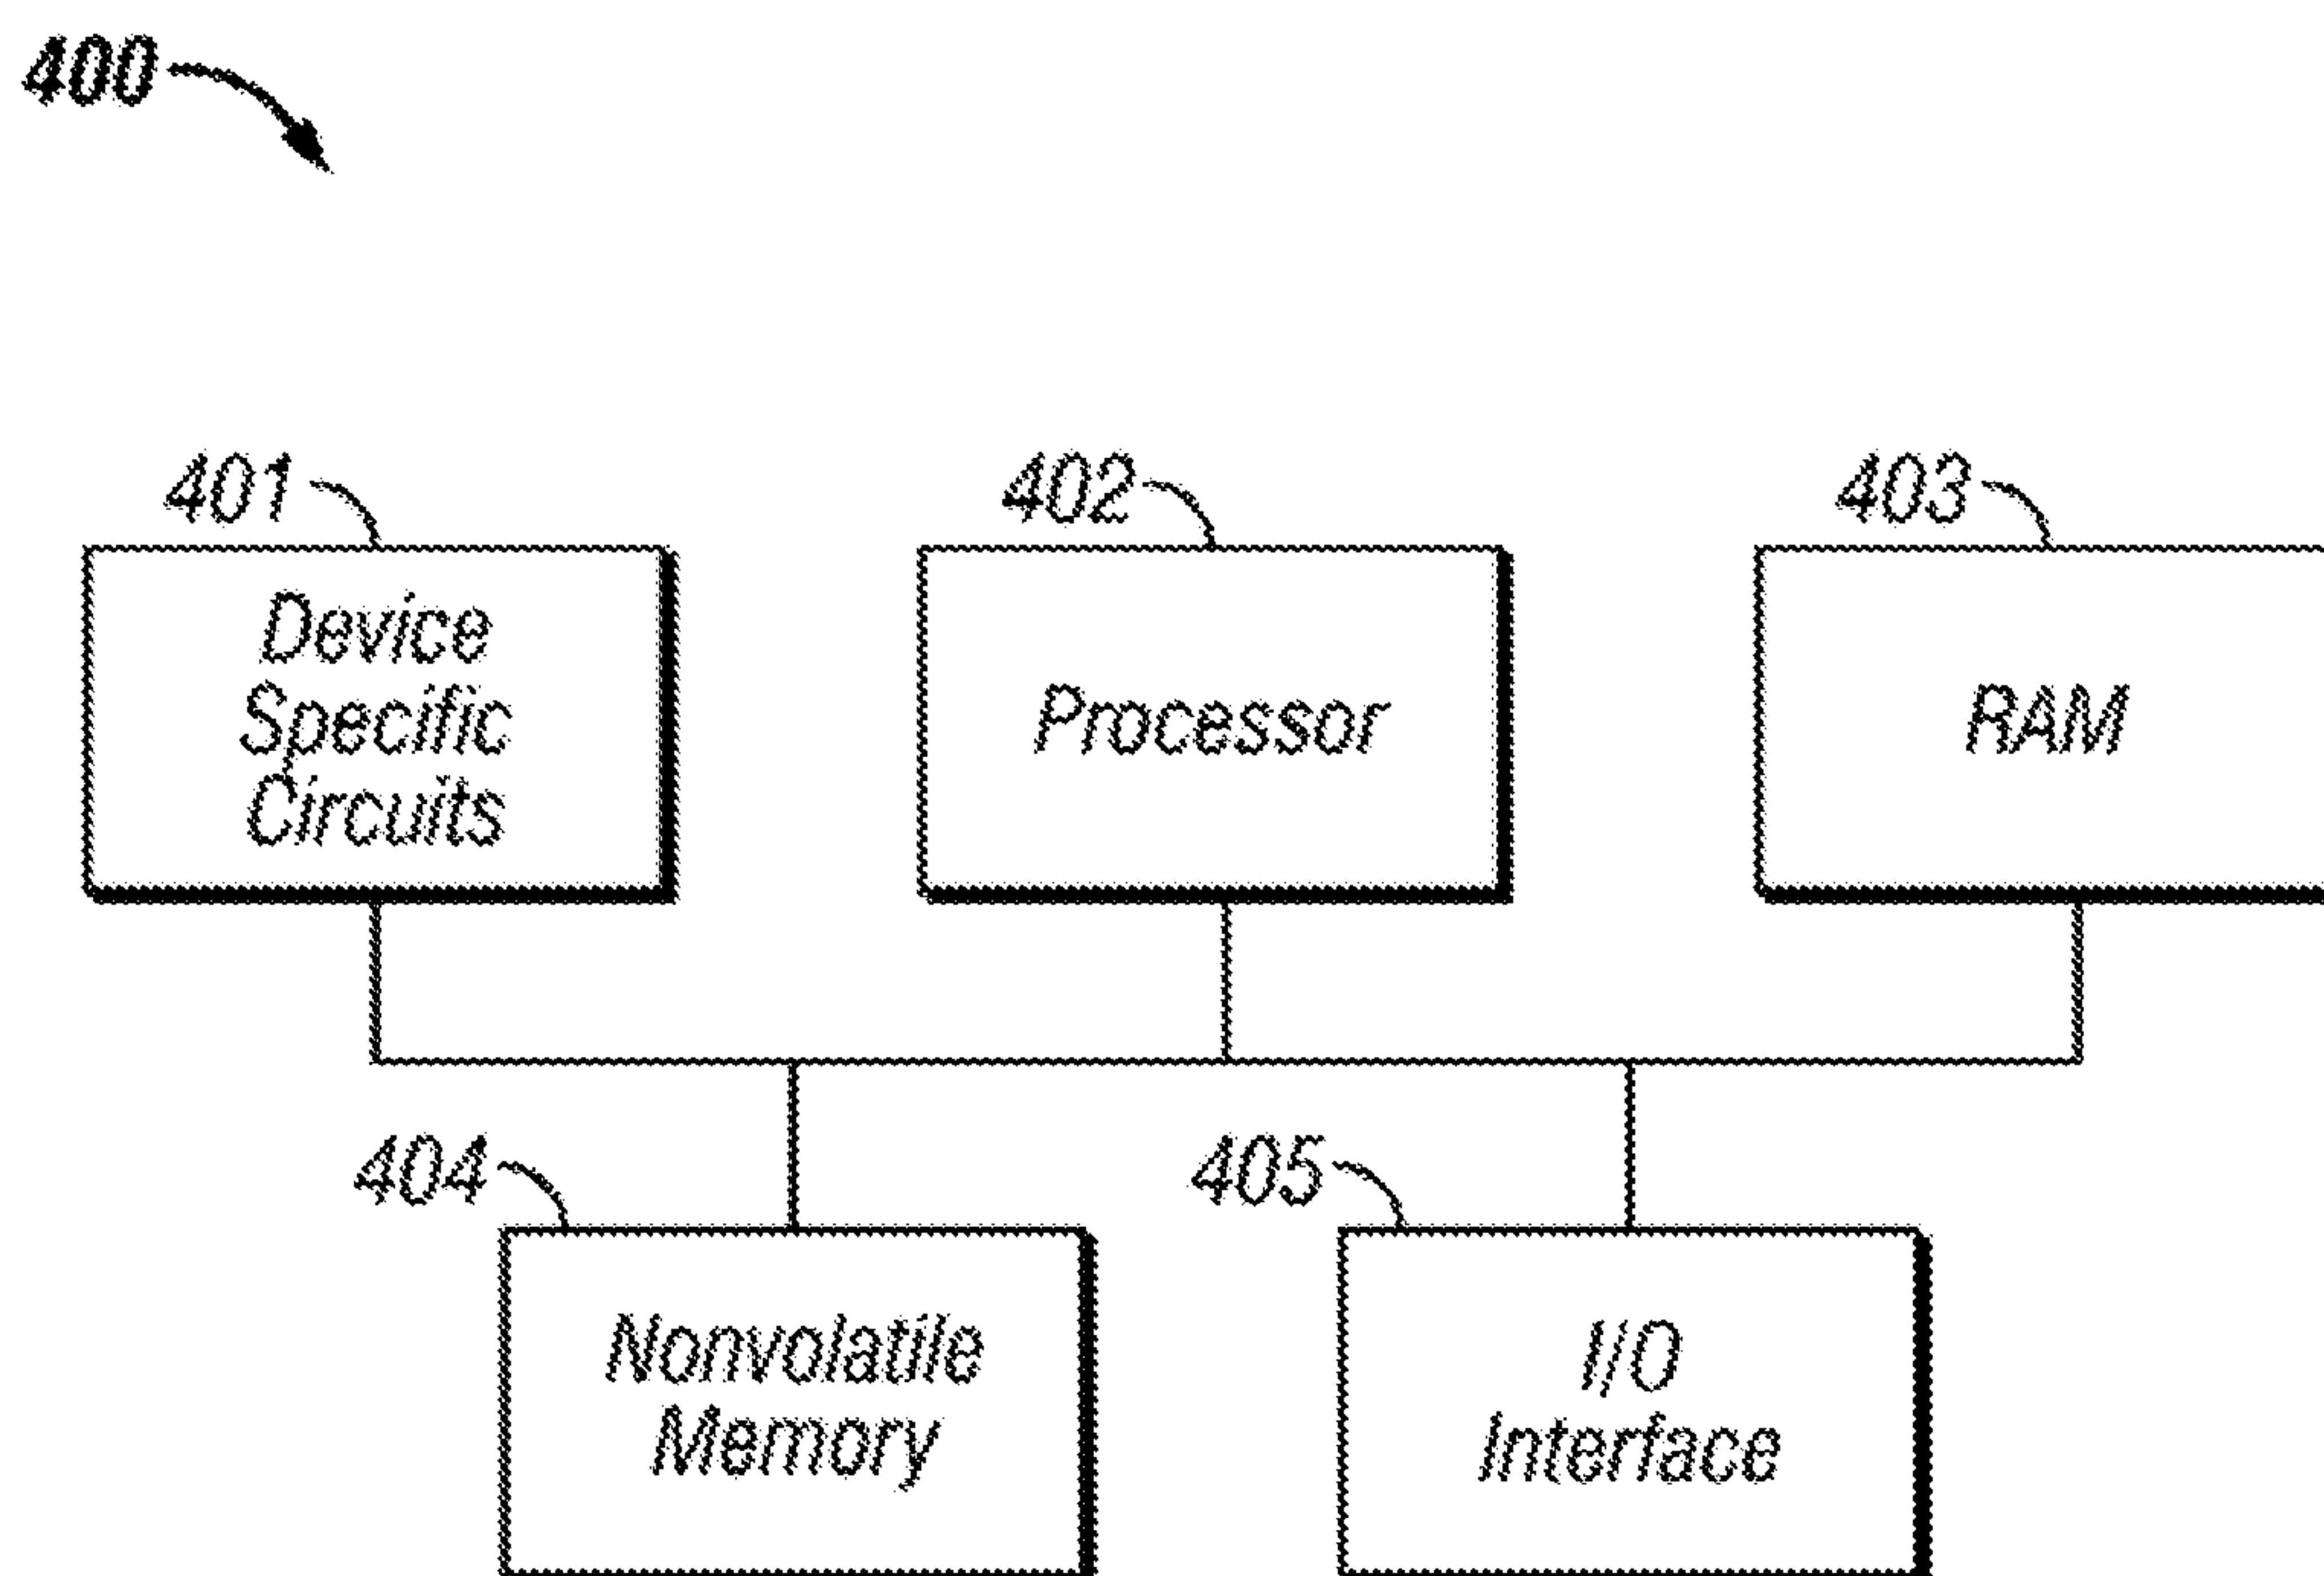 400
401
402
403
Device
Specific
Circuits
Processor
RAM
404
405
Nonvolatile
Memory
I/O
Interface